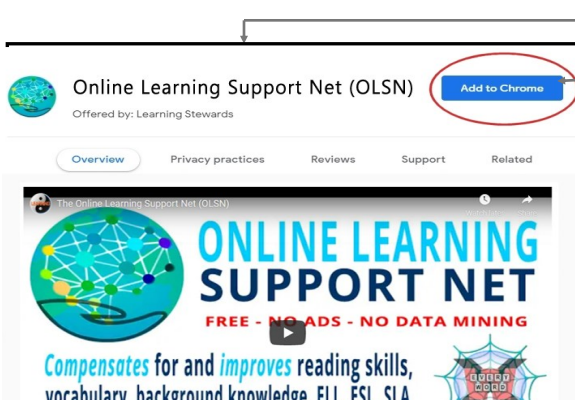 Online Learning Support Net (OLSN)
Add to Chrome
Offered by: Learning Stewards
Overview Privacy practices Reviews Support Related
The Online Learning Support Net (OLSN)
ONLINE LEARNING
SUPPORT NET
FREE - NO ADS - NO DATA MINING
Compensates for and improves reading skills,
EVERY
WORD
vocabulary, background knowledge, ELL, ESL, SLA